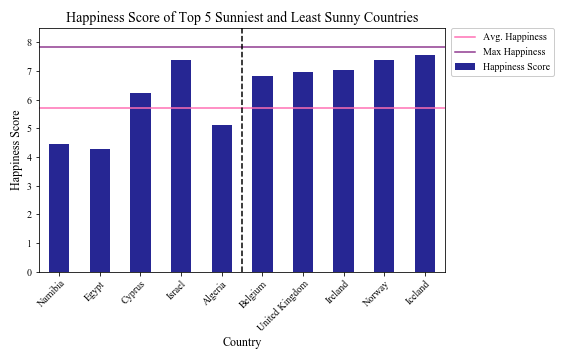 Happiness Score of Top 5 Sunniest and Least Sunny Countries
Avg. Happiness
Max Happiness
Happiness Score
Happiness Score
8
7
6
5
4
3
2
1
0
Namibia
Egypt
Cyprus
Israel
Algeria
Belgium
United Kingdom
Ireland
Norway
Iceland
Country